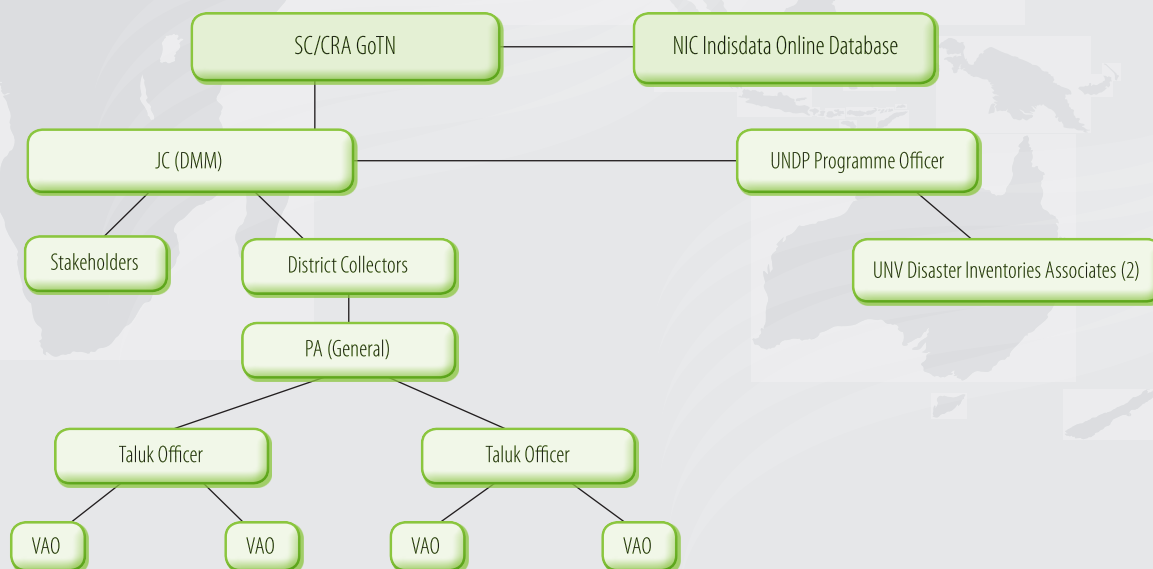 SC/CRA GoTN
NIC Indisdata Online Database
JC (DMM)
UNDP Programme Officer
Stakeholders
District Collectors
UNV Disaster Inventories Associates (2)
PA (General)
Taluk Officer
Taluk Officer
VAO
VAO
VAO
VAO